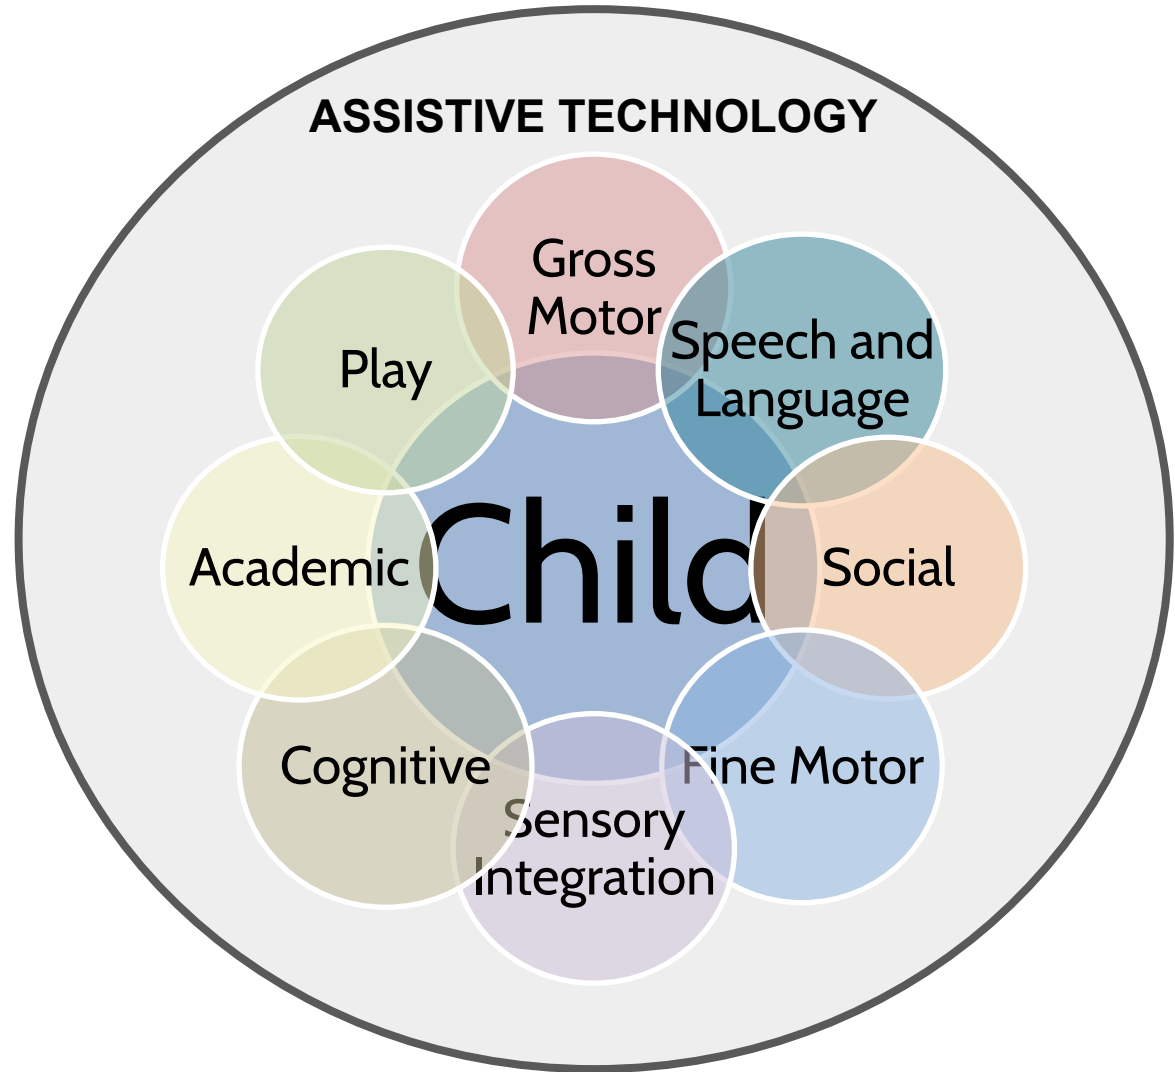 ASSISTIVE TECHNOLOGY
Gross
Motor
Speech and
Language
Play
Child
Academic
Social
Cognitive
Fine Motor
Sensory
Integration